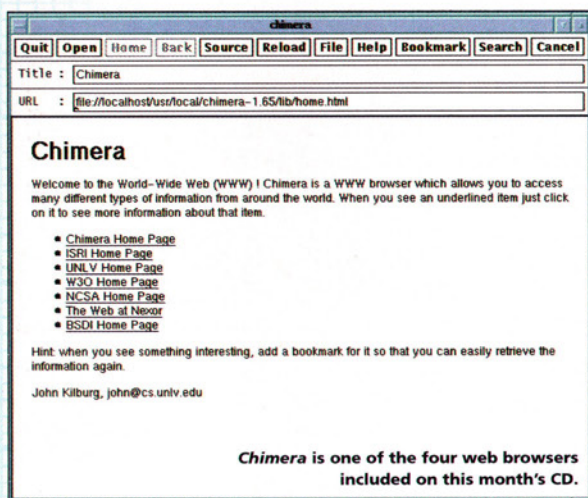 chimera
Quit Open Home Back Source Reload File Help Bookmark Search Cancel
Title : Chimera
URL : file://localhost/usr/local/chimera-1.65/lib/home.html
Chimera
Welcome to the World-Wide Web (WWW) ! Chimera is a WWW browser which allows you to access
many different types of information from around the world. When you see an underlined item just click
on it to see more information about that item.
Chimera Home Page
ISRI Home Page
UNLV Home Page
W3O Home Page
NCSA Home Page
The Web at Nexor
BSDI Home Page
Hint: when you see something interesting, add a bookmark for it so that you can easily retrieve the
information again.
John Kilburg, john@cs.unlv.edu
Chimera is one of the four web browsers
included on this month's CD.